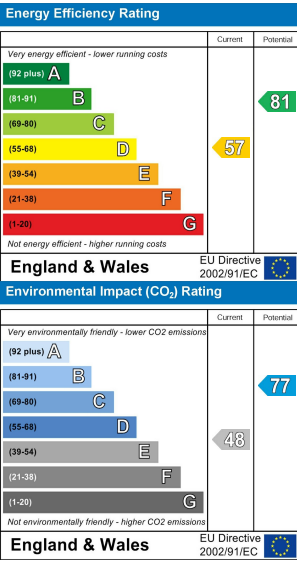 Energy Efficiency Rating
Current Potential
Very energy efficient - lower running costs
(92 plus) A
(81-91) B
81
(69-80) C
(55-68) D
57
(39-54) E
(21-38) F
(1-20) G
Not energy efficient - higher running costs
England & Wales
EU Directive
2002/91/EC
Environmental Impact (CO₂) Rating
Current Potential
Very environmentally friendly - lower CO2 emissions
(92 plus) A
(81-91) B
77
(69-80) C
(55-68) D
(39-54) E
48
(21-38) F
(1-20) G
Not environmentally friendly - higher CO2 emissions
England & Wales
EU Directive
2002/91/EC